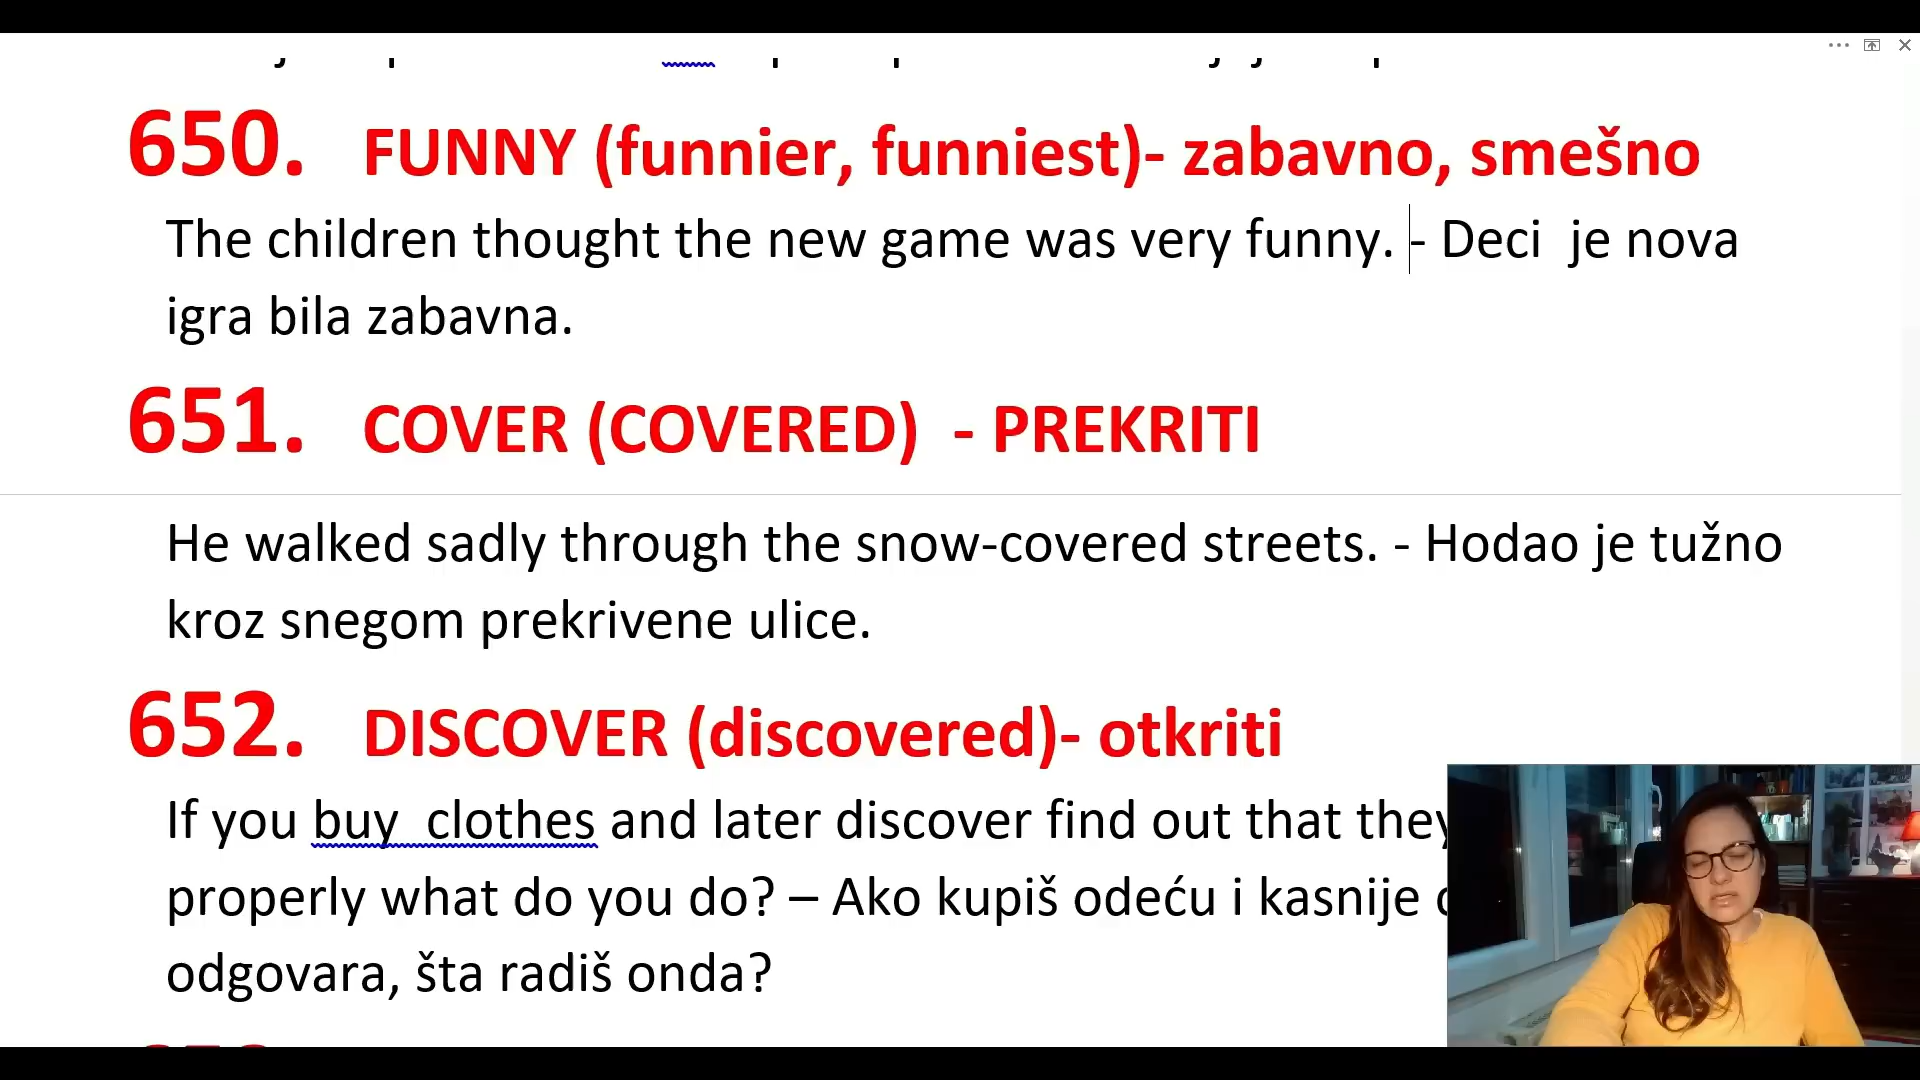 650. FUNNY (funnier, funniest)- zabavno, smešno
The children thought the new game was very funny. - Deci  je nova
igra bila zabavna.
651. COVER (COVERED)  - PREKRITI
He walked sadly through the snow-covered streets. - Hodao je tužno
kroz snegom prekrivene ulice.
652. DISCOVER (discovered)- otkriti
If you buy  clothes and later discover find out that they
properly what do you do? – Ako kupiš odeću i kasnije
odgovara, šta radiš onda?